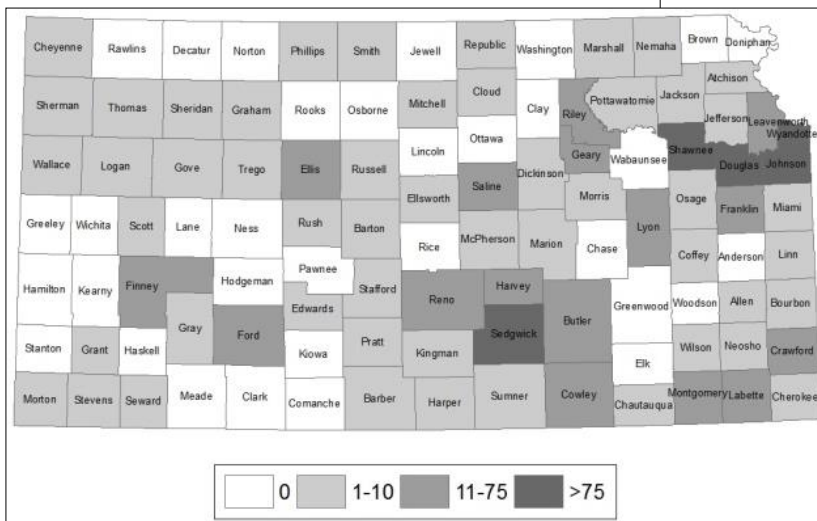 Cheyenne Rawlins Decatur Norton Phillips Smith Jewell Republic Washington Marshall Nemaha Brown Doniphan
Atchison
Sherman Thomas Sheridan Graham Rooks Osborne Mitchell Cloud Clay Riley Pottawatomie Jackson Jefferson Leavenworth
Wyandotte
Wallace Logan Gove Trego Ellis Russell Lincoln Ottawa Geary Wabaunsee Shawnee Douglas Johnson
Ellsworth Saline Dickinson Morris Osage Franklin Miami
Greeley Wichita Scott Lane Ness Rush Barton McPherson Marion Chase Lyon Coffey Anderson Linn
Rice
Hamilton Kearny Finney Hodgeman Pawnee Stafford Reno Harvey Greenwood Woodson Allen Bourbon
Edwards
Gray Ford Sedgwick Butler
Stanton Grant Haskell Kiowa Pratt Kingman Elk Wilson Neosho Crawford
Morton Stevens Seward Meade Clark Comanche Barber Harper Sumner Cowley Chautauqua Montgomery Labette Cherokee
0 1-10 11-75 >75